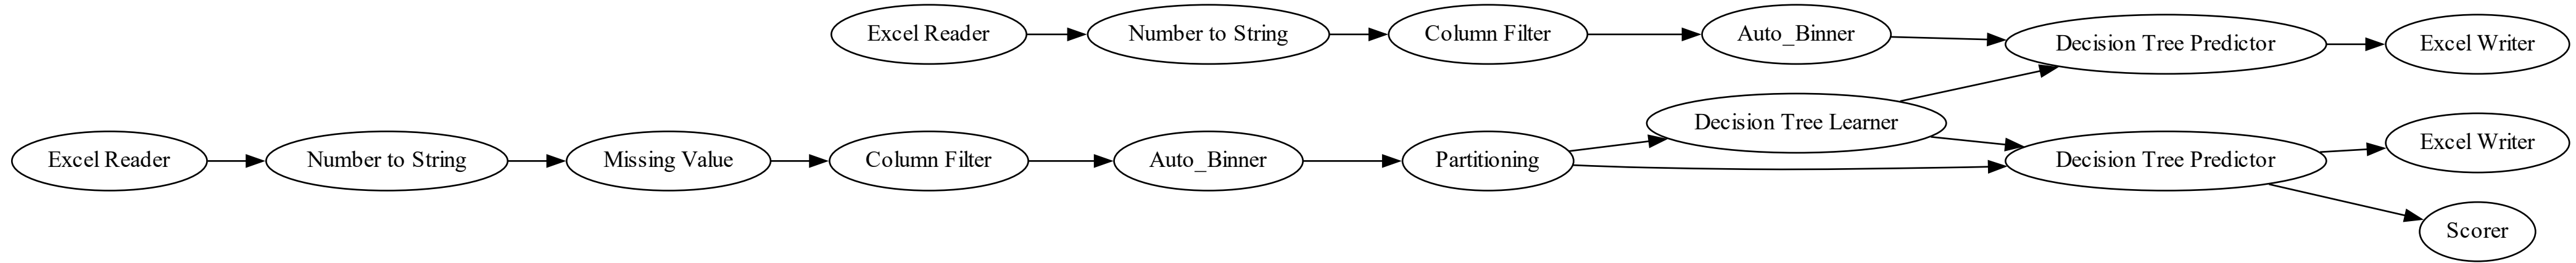 Excel Reader
Number to String
Column Filter
Auto_Binner
Decision Tree Predictor
Excel Writer
Decision Tree Learner
Excel Reader
Number to String
Missing Value
Column Filter
Auto_Binner
Partitioning
Decision Tree Predictor
Excel Writer
Scorer